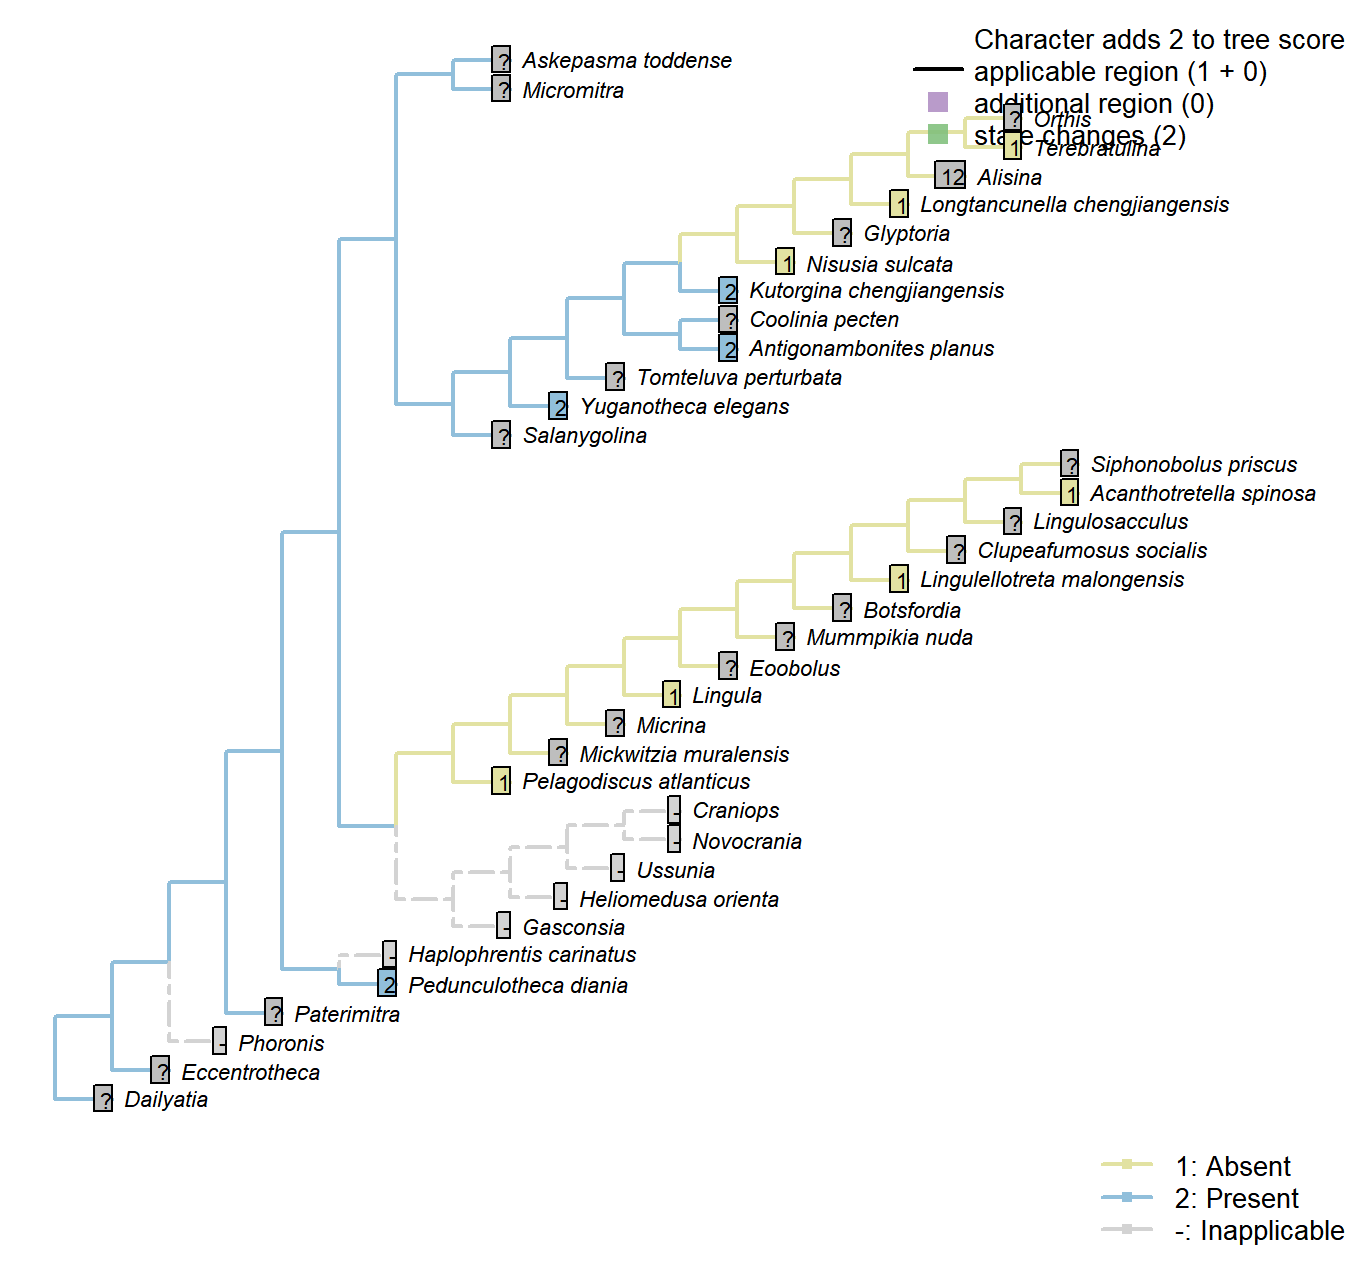 Character adds 2 to tree score
applicable region (1 + 0)
additional region (0)
state changes (2)
? Askepasma toddense
? Micromitra
? Orthis
1 Terebratulina
12 Alisina
1 Longtancunella chengjiangensis
? Glyptoria
1 Nisusia sulcata
2 Kutorgina chengjiangensis
? Coolinia pecten
2 Antigonambonites planus
? Tomteluva perturbata
2 Yuganotheca elegans
? Salanygolina
? Siphonobolus priscus
1 Acanthotretella spinosa
? Lingulosacculus
? Clupeafumosus socialis
1 Lingulellotreta malongensis
? Botsfordia
? Mummpikia nuda
? Eoobolus
1 Lingula
? Micrina
? Mickwitzia muralensis
1 Pelagodiscus atlanticus
- Craniops
- Novocrania
- Ussunia
- Heliomedusa orienta
- Gasconsia
- Haplophrentis carinatus
2 Pedunculotheca diania
? Paterimitra
- Phoronis
? Eccentrotheca
? Dailyatia
1: Absent
2: Present
-: Inapplicable